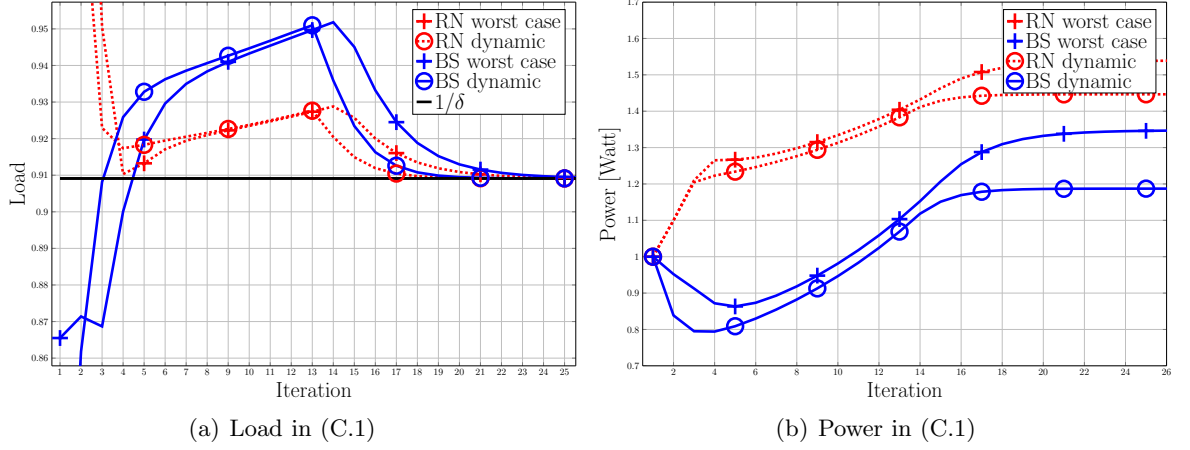 0.95
0.94
0.93
0.92
0.91
0.9
0.89
0.88
0.87
0.86
Load
1 2 3 4 5 6 7 8 9 10 11 12 13 14 15 16 17 18 19 20 21 22 23 24 25
Iteration
RN worst case
RN dynamic
BS worst case
BS dynamic
1/δ
(a) Load in (C.1)
1.7
1.6
1.5
1.4
1.3
1.2
1.1
1
0.9
0.8
0.7
Power [Watt]
2 4 6 8 10 12 14 16 18 20 22 24 26
Iteration
RN worst case
BS worst case
RN dynamic
BS dynamic
(b) Power in (C.1)